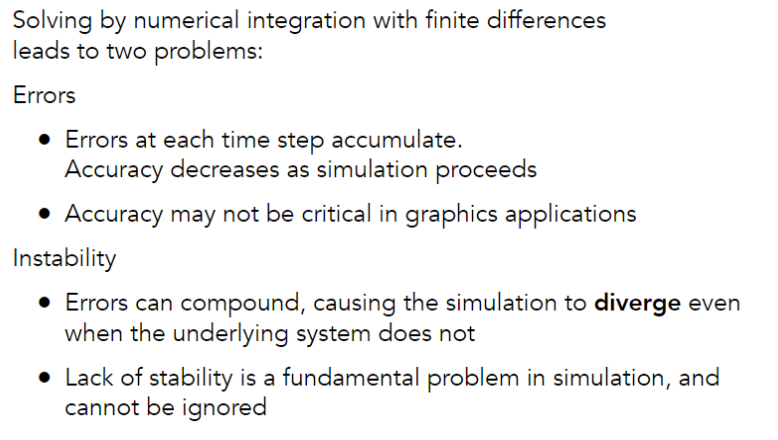 Solving by numerical integration with finite differences
leads to two problems:
Errors
• Errors at each time step accumulate.
Accuracy decreases as simulation proceeds
• Accuracy may not be critical in graphics applications
Instability
• Errors can compound, causing the simulation to diverge even
when the underlying system does not
• Lack of stability is a fundamental problem in simulation, and
cannot be ignored